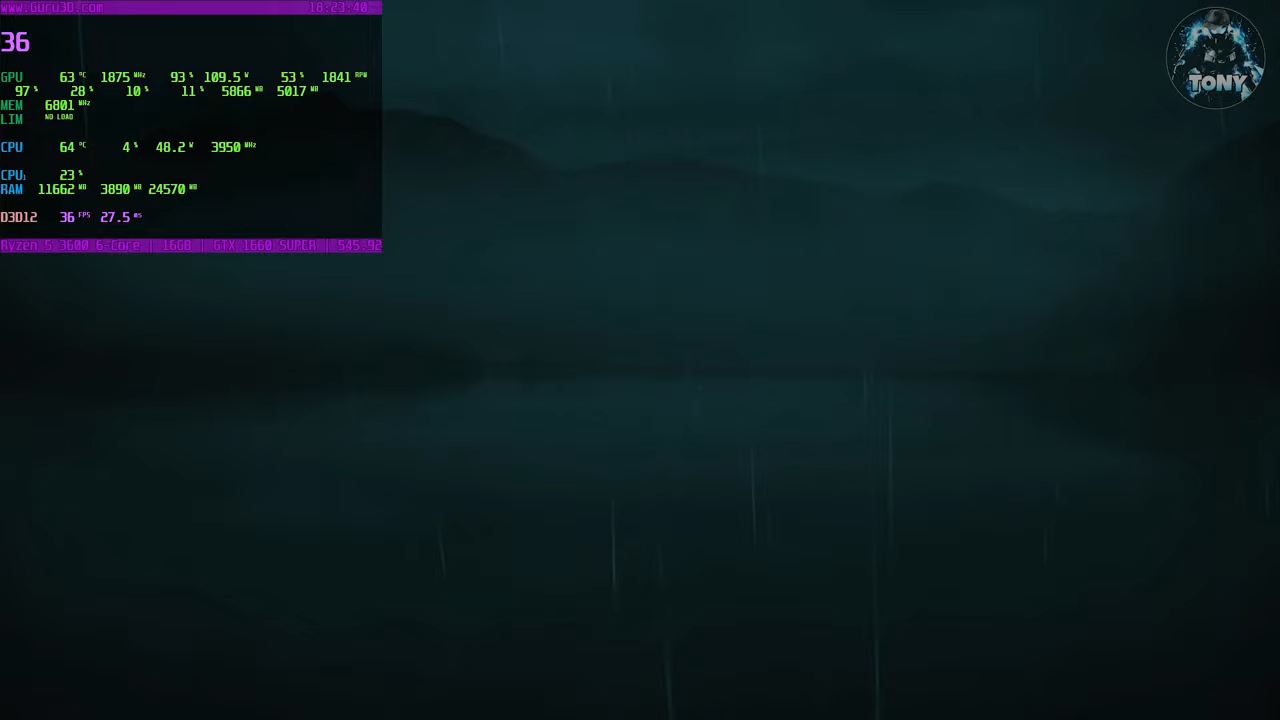 www.Guru3D.com 18:23:40
36
GPU 63 °C 1875 MHz 93 % 109.5 W 53 % 1841 RPM
97 % 28 % 10 % 11 % 5866 MB 5017 MB
MEM 6801 MHz
LIM NO LOAD
CPU 64 °C 4 % 48.2 W 3950 MHz
CPU1 23 %
RAM 11662 MB 3890 MB 24570 MB
D3D12 36 FPS 27.5 ms
Ryzen 5 3600 6-Core | 16GB | GTX 1660 SUPER | 545.92
TONY